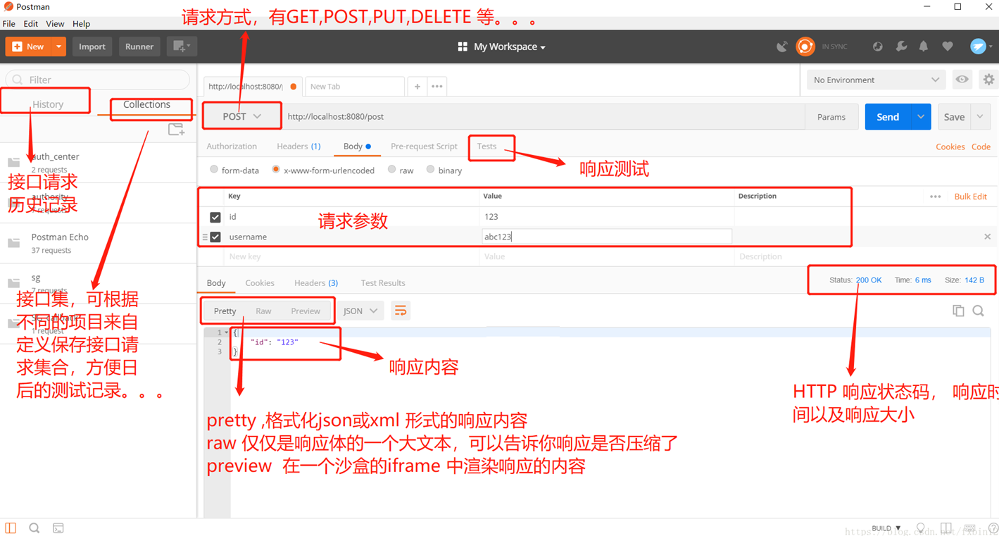 Postman
请求方式，有GET,POST,PUT,DELETE 等。。。
File Edit View Help
New Import Runner My Workspace IN SYNC
Filter
http://localhost:8080/ New Tab + ••• No Environment
History Collections
POST http://localhost:8080/post Params Send Save
Authorization Headers (1) Body Pre-request Script Tests Cookies Code
响应测试
form-data x-www-form-urlencoded raw binary
auth_center
2 requests
接口请求
历史记录
authority
7 requests
Postman Echo
37 requests
sg
7 requests
1 request
接口集，可根据
不同的项目来自
定义保存接口请
求集合，方便日
后的测试记录。。。
Key Value Description ••• Bulk Edit
id 123
请求参数
username abc123
New key Value Description
Status: 200 OK Time: 6 ms Size: 142 B
Body Cookies Headers (3) Test Results
Pretty Raw Preview JSON
1 {
2 "id": "123"
3 }
响应内容
HTTP 响应状态码， 响应时
间以及响应大小
pretty ,格式化json或xml 形式的响应内容
raw 仅仅是响应体的一个大文本，可以告诉你响应是否压缩了
preview 在一个沙盒的iframe 中渲染响应的内容
BUILD